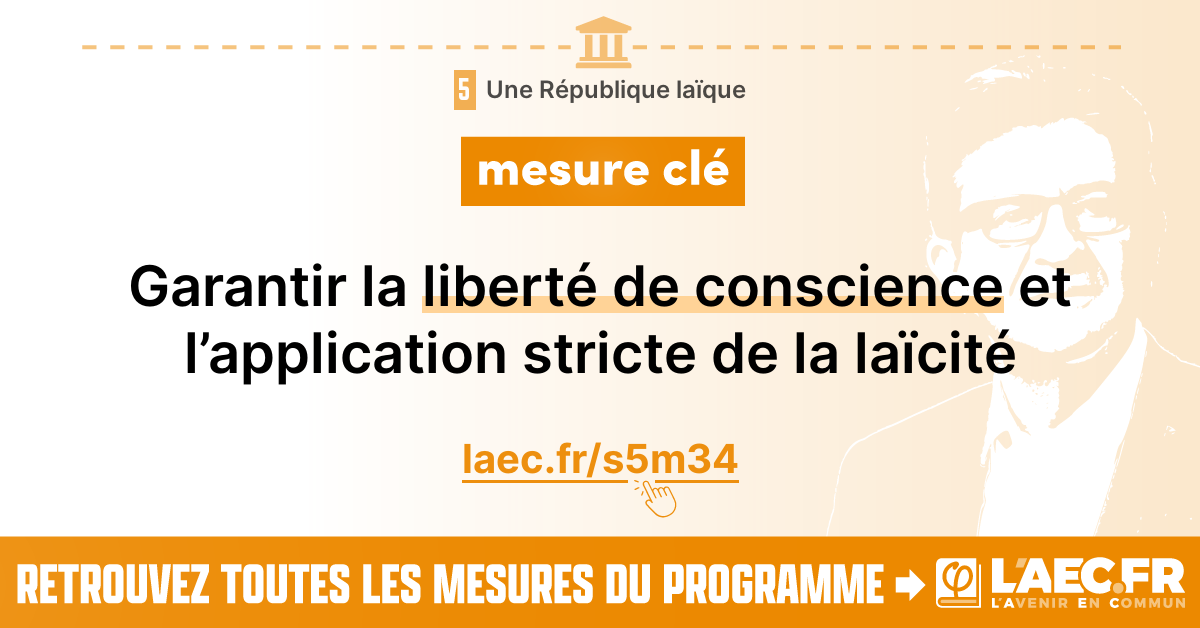 5 Une République laïque
mesure clé
Garantir la liberté de conscience et
l’application stricte de la laïcité
laec.fr/s5m34
RETROUVEZ TOUTES LES MESURES DU PROGRAMME
φ L'AEC.FR
L'AVENIR EN COMMUN